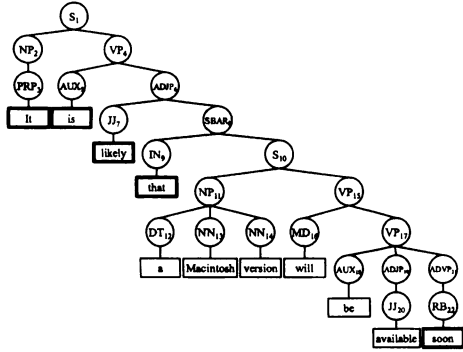 S1
NP2 VP4
PRP3 AUX5 ADJP6
It is JJ7 SBAR8
likely IN9 S10
that NP11 VP15
DT12 NN13 NN14 MD16 VP17
a Macintosh version will AUX18 ADJP19 ADVP21
be JJ20 RB22
available soon